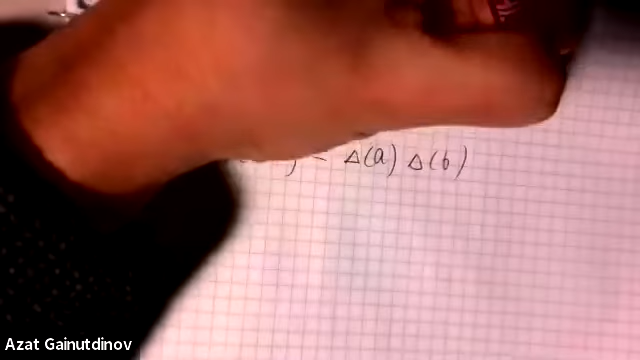 ) = Δ(a) Δ(b)
Azat Gainutdinov